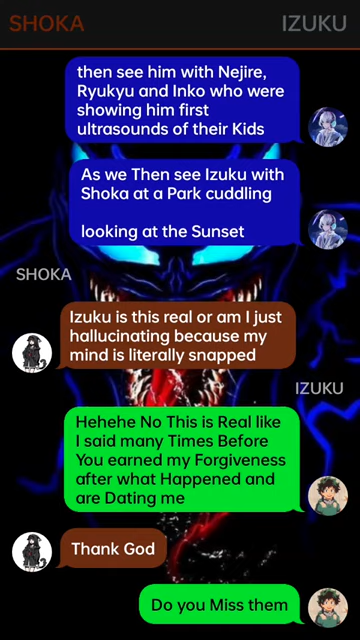 SHOKA
IZUKU
then see him with Nejire,
Ryukyu and Inko who were
showing him first
ultrasounds of their Kids
As we Then see Izuku with
Shoka at a Park cuddling
looking at the Sunset
SHOKA
Izuku is this real or am I just
hallucinating because my
mind is literally snapped
IZUKU
Hehehe No This is Real like
I said many Times Before
You earned my Forgiveness
after what Happened and
are Dating me
Thank God
Do you Miss them